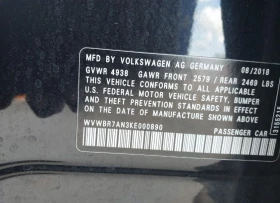 MFD BY VOLKSWAGEN AG GERMANY 08/2018
GVWR 4938 GAWR FRONT 2579 / REAR 2469 LBS
THIS VEHICLE CONFORMS TO ALL APPLICABLE
U.S. FEDERAL MOTOR VEHICLE SAFETY, BUMPER
AND THEFT PREVENTION STANDARDS IN EFFECT
ON THE DATE OF MANUFACTURE SHOWN ABOVE.
WVWBR7AN3KE000890
PASSENGER CAR